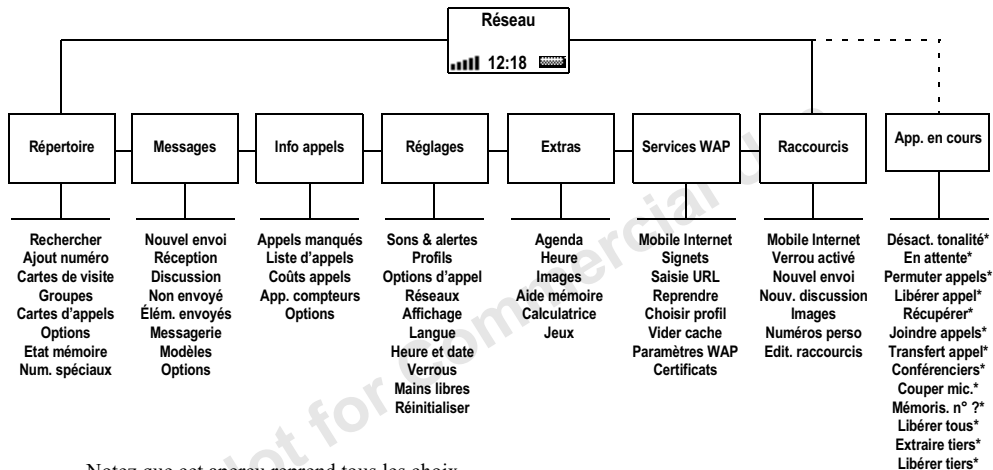 Réseau
12:18
Répertoire
Messages
Info appels
Réglages
Extras
Services WAP
Raccourcis
App. en cours
Rechercher
Ajout numéro
Cartes de visite
Groupes
Cartes d'appels
Options
Etat mémoire
Num. spéciaux
Nouvel envoi
Réception
Discussion
Non envoyé
Élém. envoyés
Messagerie
Modèles
Options
Appels manqués
Liste d'appels
Coûts appels
App. compteurs
Options
Sons & alertes
Profils
Options d'appel
Réseaux
Affichage
Langue
Heure et date
Verrous
Mains libres
Réinitialiser
Agenda
Heure
Images
Aide mémoire
Calculatrice
Jeux
Mobile Internet
Signets
Saisie URL
Reprendre
Choisir profil
Vider cache
Paramètres WAP
Certificats
Mobile Internet
Verrou activé
Nouvel envoi
Nouv. discussion
Images
Numéros perso
Edit. raccourcis
Désact. tonalité*
En attente*
Permuter appels*
Libérer appel*
Récupérer*
Joindre appels*
Transfert appel*
Conférenciers*
Couper mic.*
Mémoris. n° ?*
Libérer tous*
Extraire tiers*
Libérer tiers*
Notez que cet aperçu reprend tous les choix
for Commercial